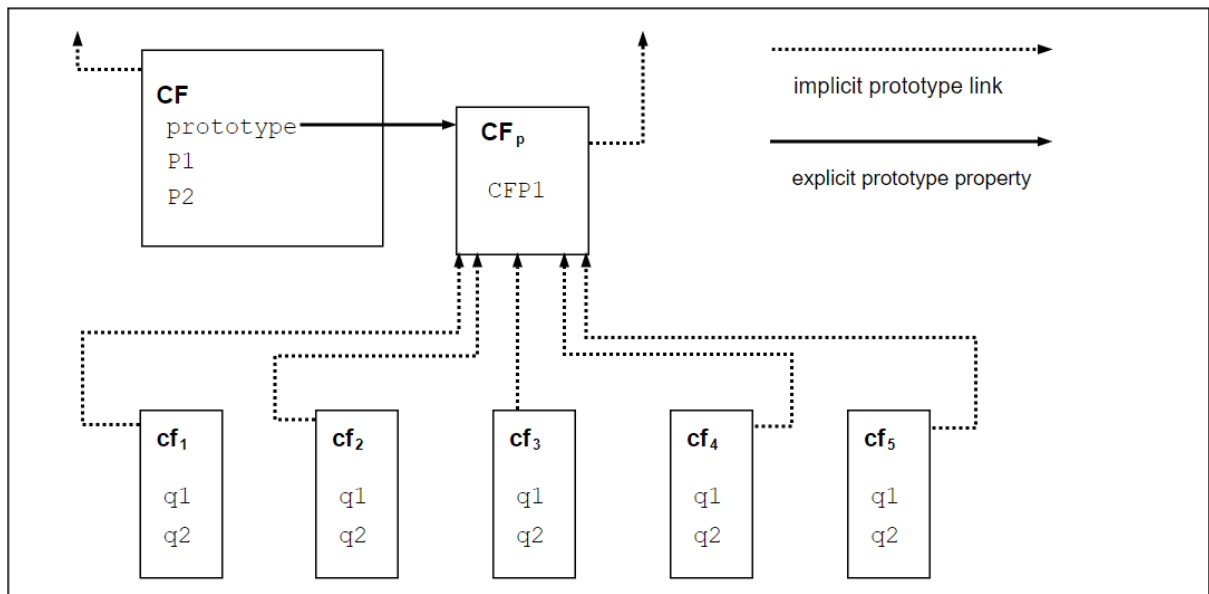 CF
prototype
P1
P2
CFp
CFP1
implicit prototype link
explicit prototype property
cf1
q1
q2
cf2
q1
q2
cf3
q1
q2
cf4
q1
q2
cf5
q1
q2